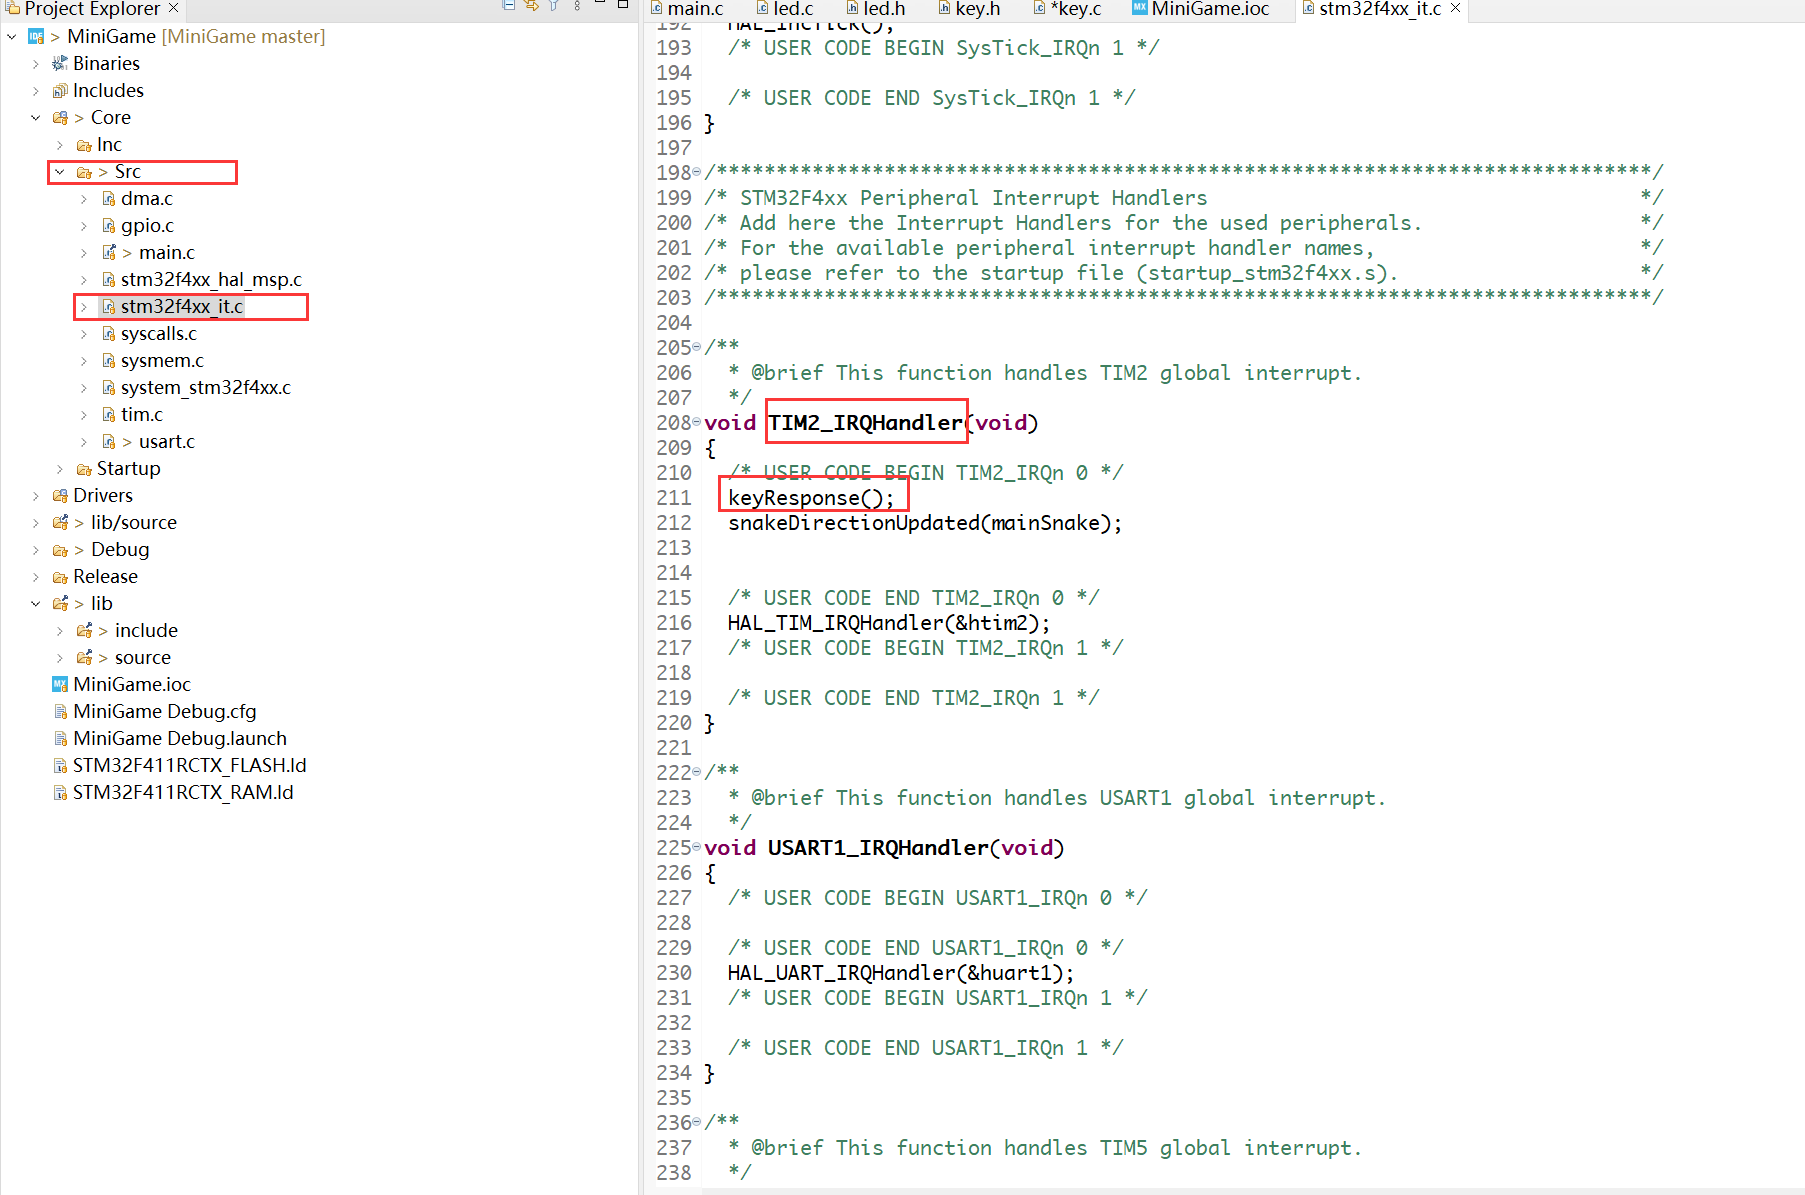 Project Explorer
MiniGame [MiniGame master]
Binaries
Includes
> Core
Inc
> Src
dma.c
gpio.c
> main.c
stm32f4xx_hal_msp.c
stm32f4xx_it.c
syscalls.c
sysmem.c
system_stm32f4xx.c
tim.c
> usart.c
Startup
Drivers
> lib/source
> Debug
Release
> lib
> include
> source
MiniGame.ioc
MiniGame Debug.cfg
MiniGame Debug.launch
STM32F411RCTX_FLASH.ld
STM32F411RCTX_RAM.ld
main.c led.c led.h key.h *key.c MiniGame.ioc stm32f4xx_it.c
192 HAL_IncTick();
193 /* USER CODE BEGIN SysTick_IRQn 1 */
194
195 /* USER CODE END SysTick_IRQn 1 */
196 }
197
198 /******************************************************************************/
199 /* STM32F4xx Peripheral Interrupt Handlers */
200 /* Add here the Interrupt Handlers for the used peripherals. */
201 /* For the available peripheral interrupt handler names, */
202 /* please refer to the startup file (startup_stm32f4xx.s). */
203 /******************************************************************************/
204
205 /**
206 * @brief This function handles TIM2 global interrupt.
207 */
208 void TIM2_IRQHandler(void)
209 {
210 /* USER CODE BEGIN TIM2_IRQn 0 */
211 keyResponse();
212 snakeDirectionUpdated(mainSnake);
213
214
215 /* USER CODE END TIM2_IRQn 0 */
216 HAL_TIM_IRQHandler(&htim2);
217 /* USER CODE BEGIN TIM2_IRQn 1 */
218
219 /* USER CODE END TIM2_IRQn 1 */
220 }
221
222 /**
223 * @brief This function handles USART1 global interrupt.
224 */
225 void USART1_IRQHandler(void)
226 {
227 /* USER CODE BEGIN USART1_IRQn 0 */
228
229 /* USER CODE END USART1_IRQn 0 */
230 HAL_UART_IRQHandler(&huart1);
231 /* USER CODE BEGIN USART1_IRQn 1 */
232
233 /* USER CODE END USART1_IRQn 1 */
234 }
235
236 /**
237 * @brief This function handles TIM5 global interrupt.
238 */